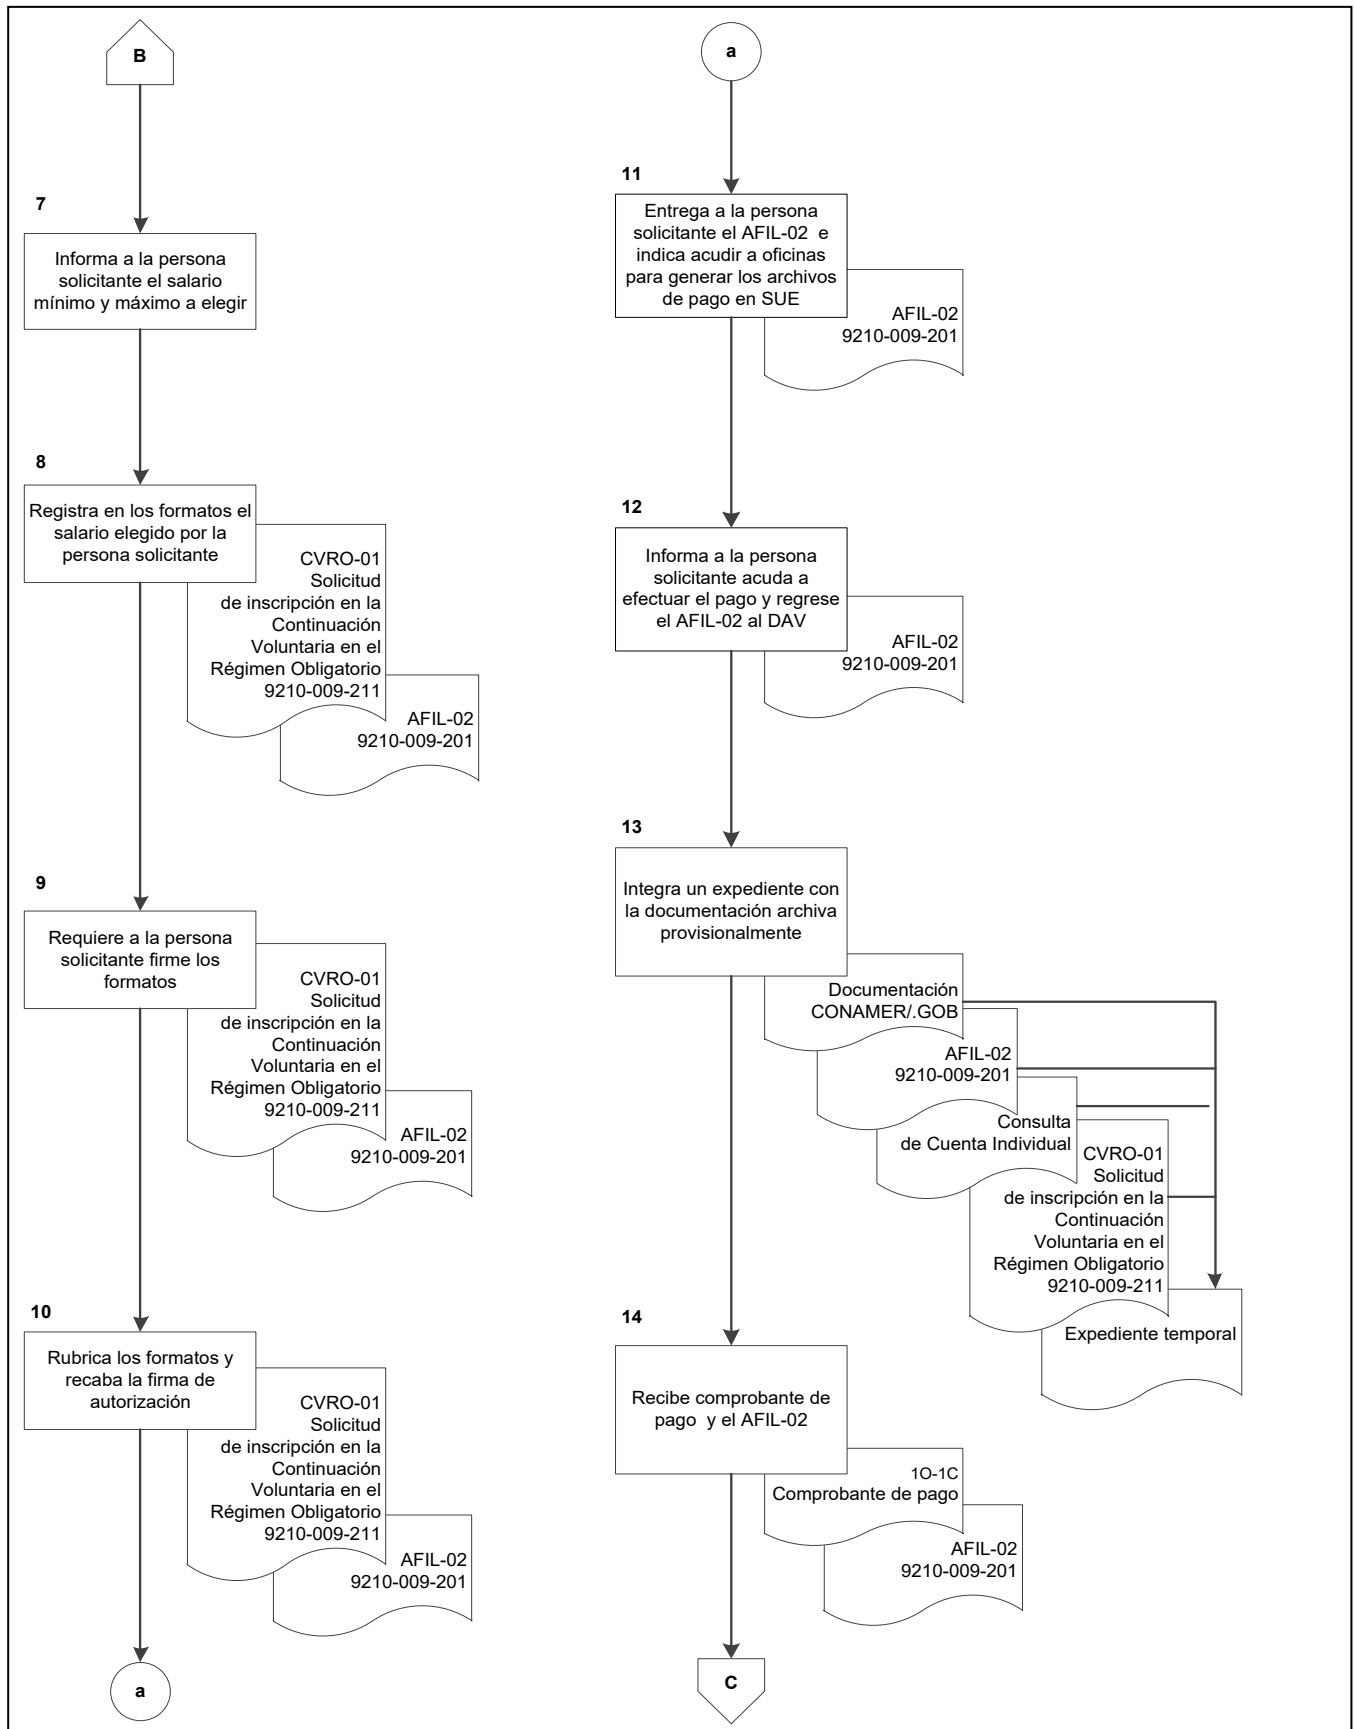 B
7
Informa a la persona
solicitante el salario
mínimo y máximo a elegir
8
Registra en los formatos el
salario elegido por la
persona solicitante
CVRO-01
Solicitud
de inscripción en la
Continuación
Voluntaria en el
Régimen Obligatorio
9210-009-211
AFIL-02
9210-009-201
9
Requiere a la persona
solicitante firme los
formatos
CVRO-01
Solicitud
de inscripción en la
Continuación
Voluntaria en el
Régimen Obligatorio
9210-009-211
AFIL-02
9210-009-201
10
Rubrica los formatos y
recaba la firma de
autorización
CVRO-01
Solicitud
de inscripción en la
Continuación
Voluntaria en el
Régimen Obligatorio
9210-009-211
AFIL-02
9210-009-201
a
a
11
Entrega a la persona
solicitante el AFIL-02 e
indica acudir a oficinas
para generar los archivos
de pago en SUE
AFIL-02
9210-009-201
12
Informa a la persona
solicitante acuda a
efectuar el pago y regrese
el AFIL-02 al DAV
AFIL-02
9210-009-201
13
Integra un expediente con
la documentación archiva
provisionalmente
Documentación
CONAMER/.GOB
AFIL-02
9210-009-201
Consulta
de Cuenta Individual
CVRO-01
Solicitud
de inscripción en la
Continuación
Voluntaria en el
Régimen Obligatorio
9210-009-211
Expediente temporal
14
Recibe comprobante de
pago y el AFIL-02
1O-1C
Comprobante de pago
AFIL-02
9210-009-201
C